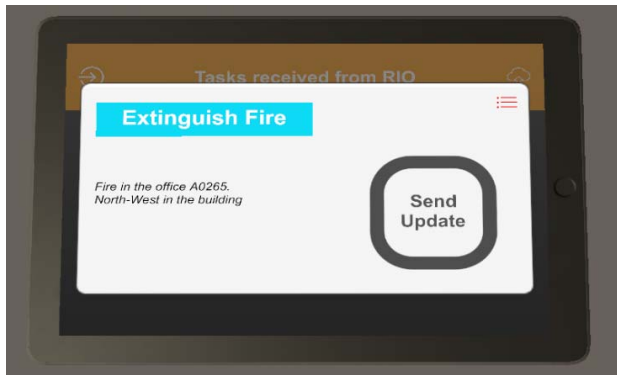 Tasks received from RIO
Extinguish Fire
Fire in the office A0265.
North-West in the building
Send
Update